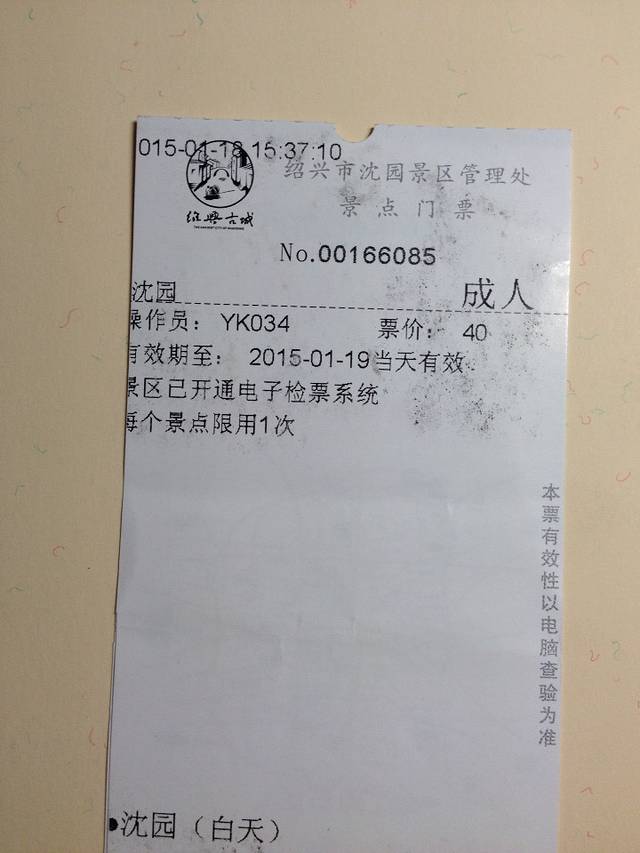 015-01-18 15:37:10
绍兴市沈园景区管理处
景点门票
绍兴古城
No.00166085
沈园
成人
操作员： YK034 票价： 40
有效期至： 2015-01-19当天有效
景区已开通电子检票系统
每个景点限用1次
本票有效性以电脑查验为准
沈园（白天）